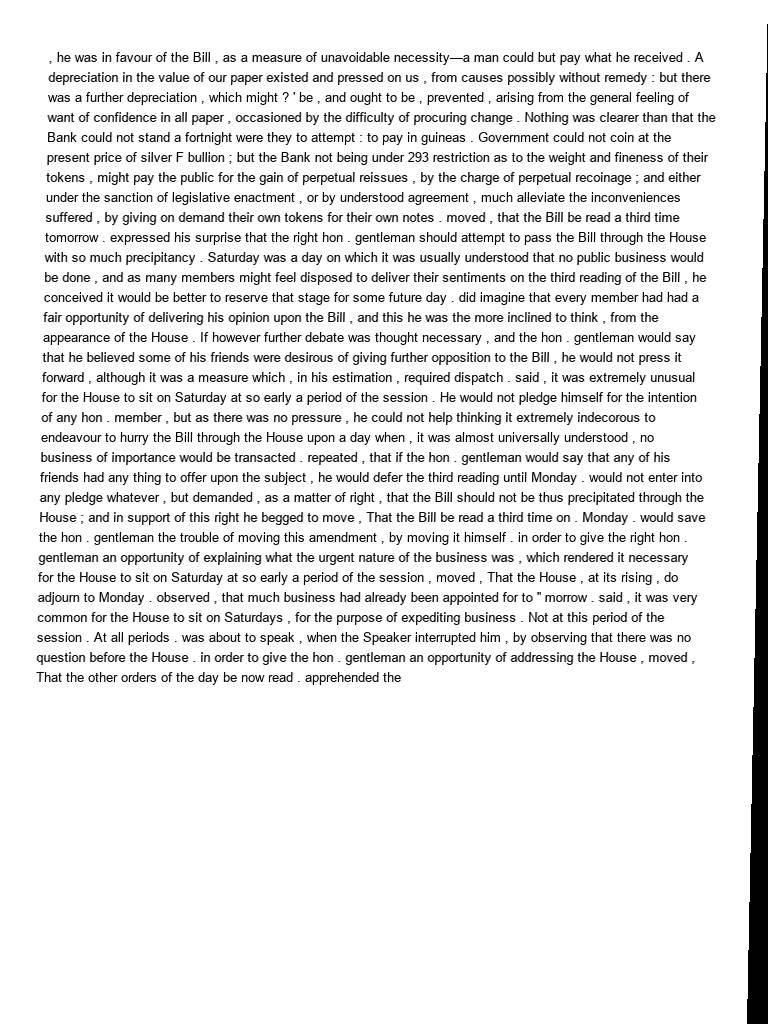 , he was in favour of the Bill , as a measure of unavoidable necessity—a man could but pay what he received . A
depreciation in the value of our paper existed and pressed on us , from causes possibly without remedy : but there
was a further depreciation , which might ? ' be , and ought to be , prevented , arising from the general feeling of
want of confidence in all paper , occasioned by the difficulty of procuring change . Nothing was clearer than that the
Bank could not stand a fortnight were they to attempt : to pay in guineas . Government could not coin at the
present price of silver F bullion ; but the Bank not being under 293 restriction as to the weight and fineness of their
tokens , might pay the public for the gain of perpetual reissues , by the charge of perpetual recoinage ; and either
under the sanction of legislative enactment , or by understood agreement , much alleviate the inconveniences
suffered , by giving on demand their own tokens for their own notes . moved , that the Bill be read a third time
tomorrow . expressed his surprise that the right hon . gentleman should attempt to pass the Bill through the House
with so much precipitancy . Saturday was a day on which it was usually understood that no public business would
be done , and as many members might feel disposed to deliver their sentiments on the third reading of the Bill , he
conceived it would be better to reserve that stage for some future day . did imagine that every member had had a
fair opportunity of delivering his opinion upon the Bill , and this he was the more inclined to think , from the
appearance of the House . If however further debate was thought necessary , and the hon . gentleman would say
that he believed some of his friends were desirous of giving further opposition to the Bill , he would not press it
forward , although it was a measure which , in his estimation , required dispatch . said , it was extremely unusual
for the House to sit on Saturday at so early a period of the session . He would not pledge himself for the intention
of any hon . member , but as there was no pressure , he could not help thinking it extremely indecorous to
endeavour to hurry the Bill through the House upon a day when , it was almost universally understood , no
business of importance would be transacted . repeated , that if the hon . gentleman would say that any of his
friends had any thing to offer upon the subject , he would defer the third reading until Monday . would not enter into
any pledge whatever , but demanded , as a matter of right , that the Bill should not be thus precipitated through the
House ; and in support of this right he begged to move , That the Bill be read a third time on . Monday . would save
the hon . gentleman the trouble of moving this amendment , by moving it himself . in order to give the right hon .
gentleman an opportunity of explaining what the urgent nature of the business was , which rendered it necessary
for the House to sit on Saturday at so early a period of the session , moved , That the House , at its rising , do
adjourn to Monday . observed , that much business had already been appointed for to " morrow . said , it was very
common for the House to sit on Saturdays , for the purpose of expediting business . Not at this period of the
session . At all periods . was about to speak , when the Speaker interrupted him , by observing that there was no
question before the House . in order to give the hon . gentleman an opportunity of addressing the House , moved ,
That the other orders of the day be now read . apprehended the